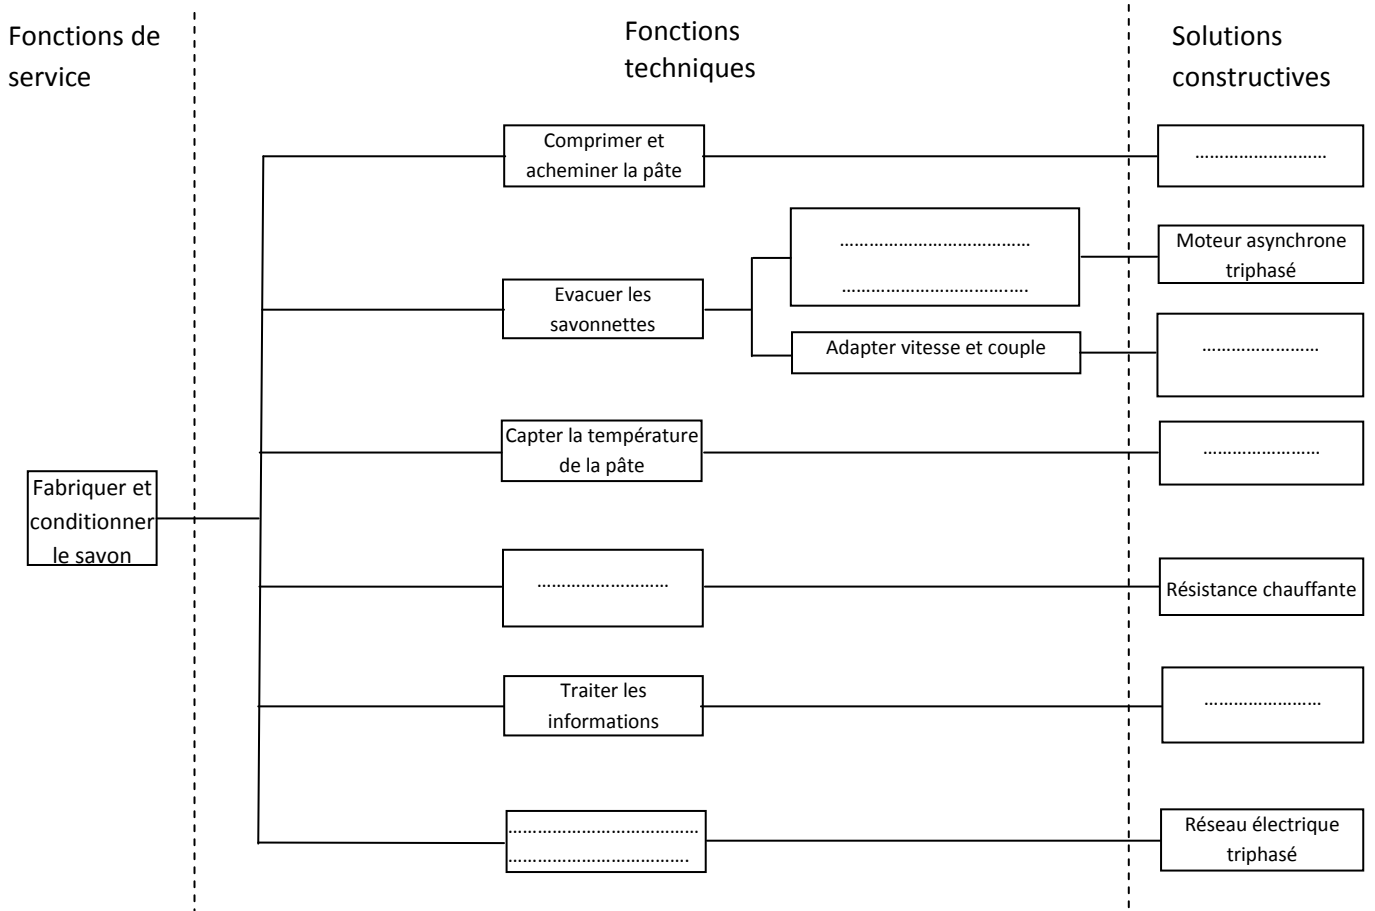 Fonctions de
service
Fonctions
techniques
Solutions
constructives
Comprimer et
acheminer la pâte
...........................
Evacuer les
savonnettes
.......................................
.......................................
Moteur asynchrone
triphasé
Adapter vitesse et couple
........................
Capter la température
de la pâte
........................
Fabriquer et
conditionner
le savon
...........................
Résistance chauffante
Traiter les
informations
........................
.......................................
.....................................
Réseau électrique
triphasé